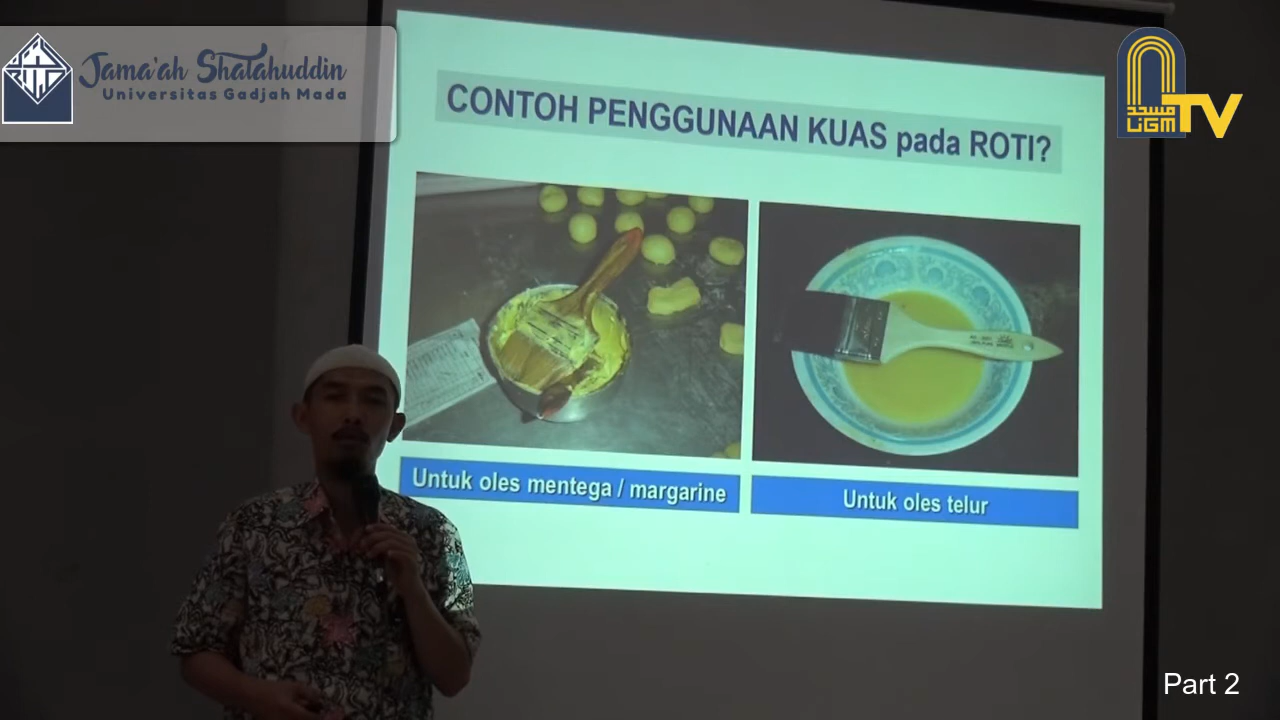 Jama'ah Shalahuddin
Universitas Gadjah Mada
مسجد
UGM
TV
CONTOH PENGGUNAAN KUAS pada ROTI?
Untuk oles mentega / margarine
Untuk oles telur
Part 2